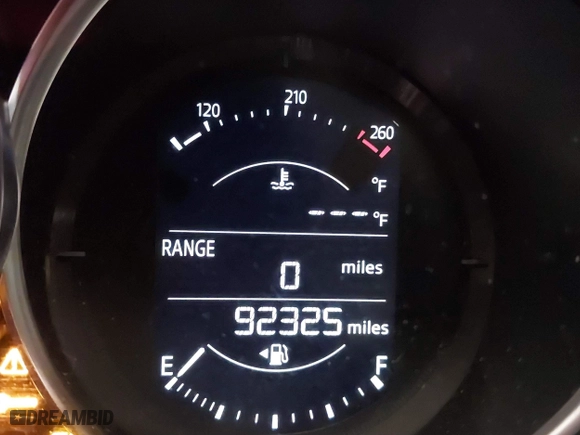 120 210 260
°F
--- °F
RANGE
0 miles
92325 miles
E F
DREAMBID